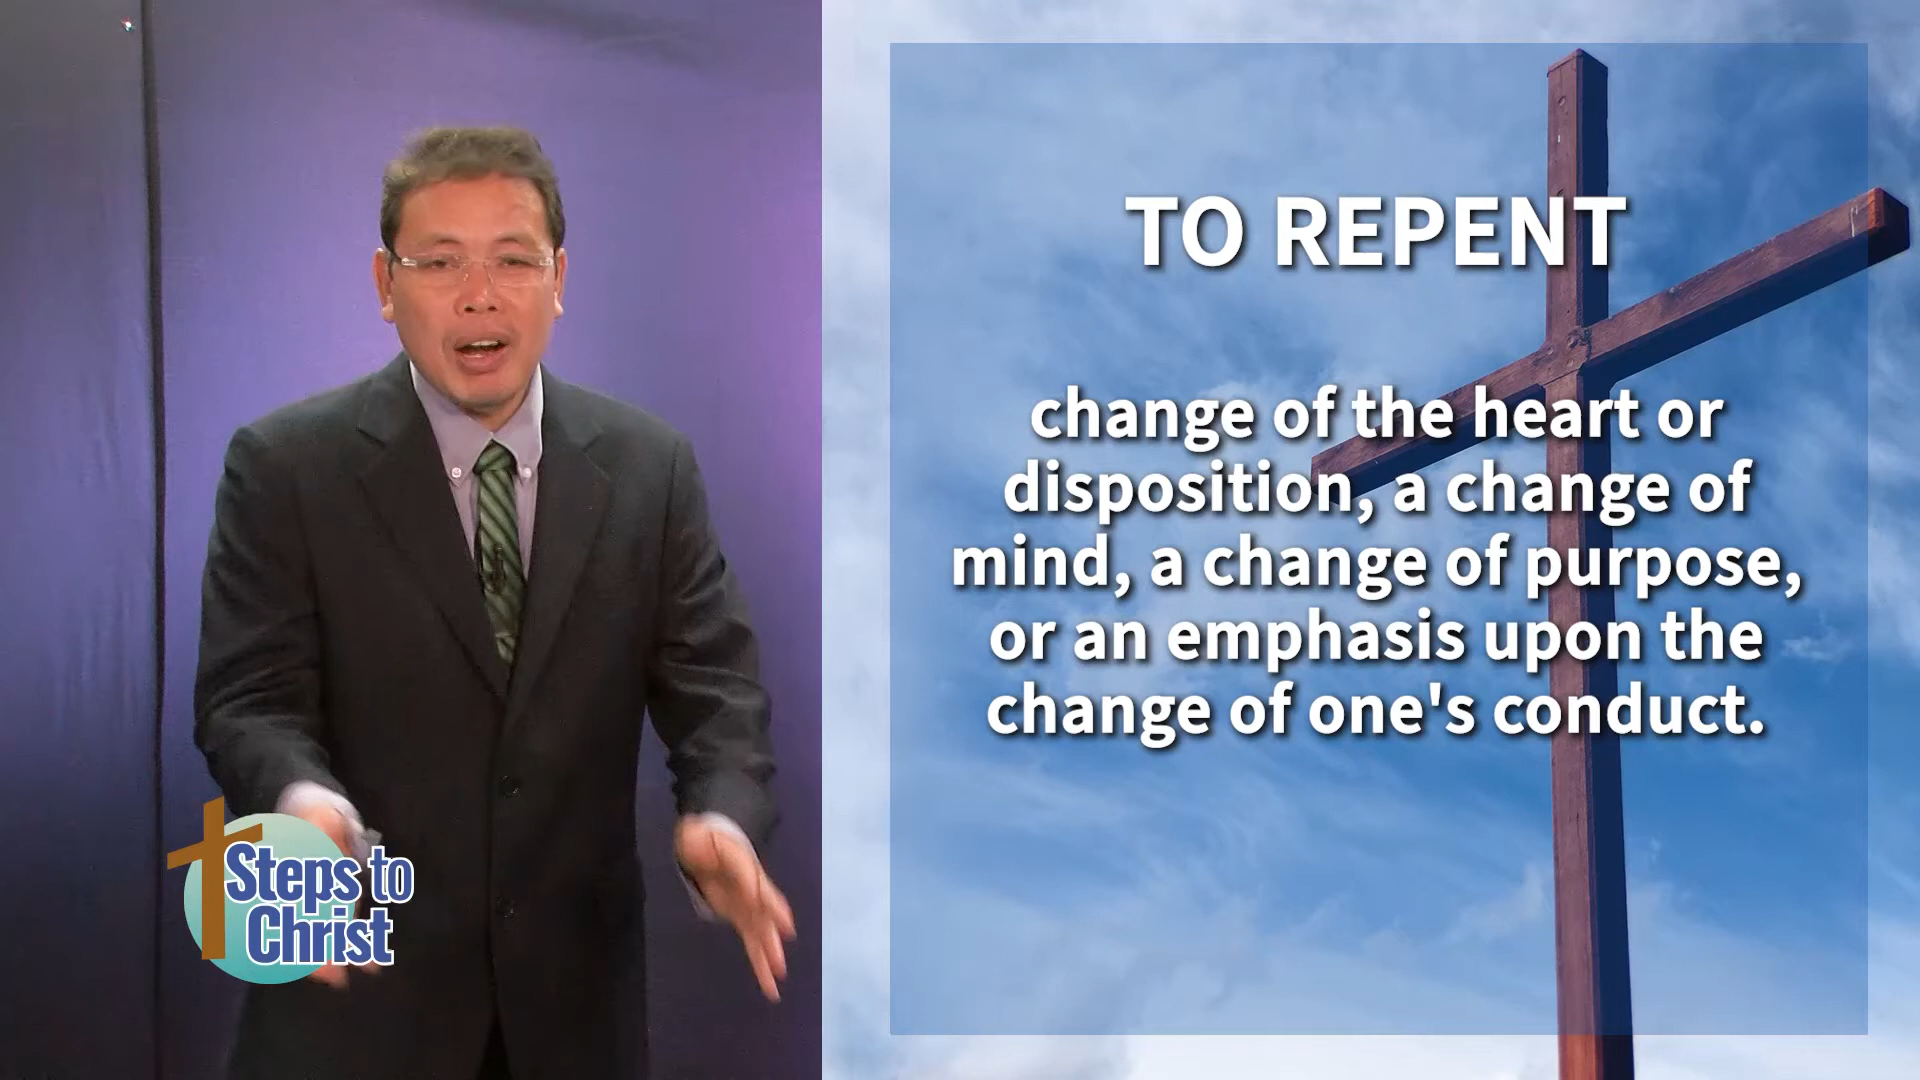 TO REPENT
change of the heart or
disposition, a change of
mind, a change of purpose,
or an emphasis upon the
change of one's conduct.
Steps to
Christ